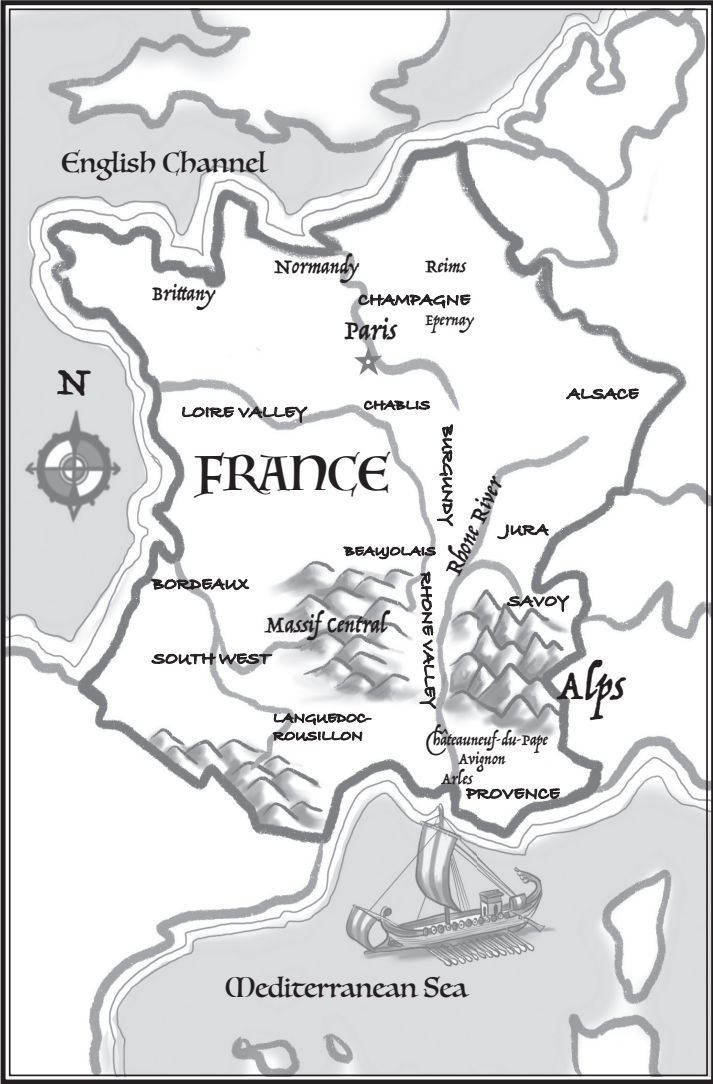 English Channel
Normandy
Reims
Brittany
CHAMPAGNE
Epernay
Paris
N
ALSACE
LOIRE VALLEY
CHABLIS
FRANCE
BURGUNDY
Rhone River
JURA
BEAUJOLAIS
BORDEAUX
RHONE VALLEY
SAVOY
Massif Central
SOUTH WEST
Alps
LANGUEDOC-
ROUSILLON
Châteauneuf-du-Pape
Avignon
Arles
PROVENCE
Mediterranean Sea